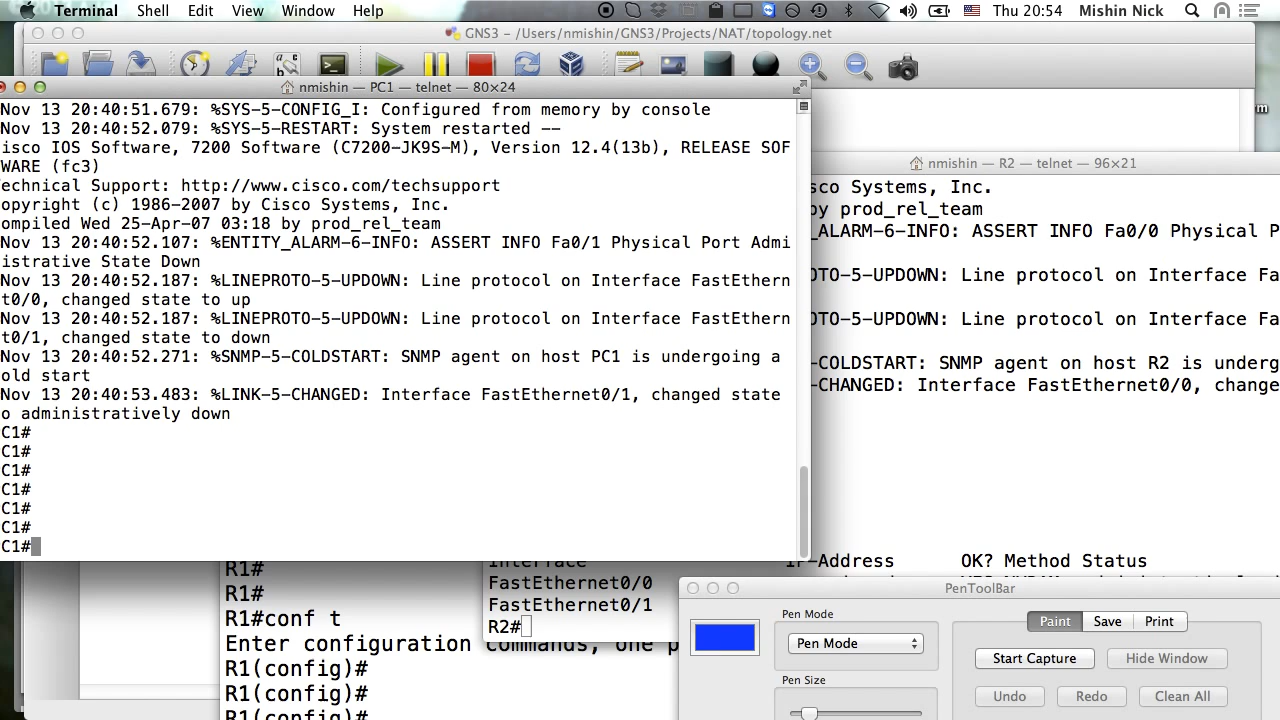 Terminal Shell Edit View Window Help Thu 20:54 Mishin Nick
GNS3 – /Users/nmishin/GNS3/Projects/NAT/topology.net
nmishin — PC1 — telnet — 80×24
Nov 13 20:40:51.679: %SYS-5-CONFIG_I: Configured from memory by console
Nov 13 20:40:52.079: %SYS-5-RESTART: System restarted --
isco IOS Software, 7200 Software (C7200-JK9S-M), Version 12.4(13b), RELEASE SOF
WARE (fc3)
echnical Support: http://www.cisco.com/techsupport
opyright (c) 1986-2007 by Cisco Systems, Inc.
ompiled Wed 25-Apr-07 03:18 by prod_rel_team
Nov 13 20:40:52.107: %ENTITY_ALARM-6-INFO: ASSERT INFO Fa0/1 Physical Port Admi
istrative State Down
Nov 13 20:40:52.187: %LINEPROTO-5-UPDOWN: Line protocol on Interface FastEthern
t0/0, changed state to up
Nov 13 20:40:52.187: %LINEPROTO-5-UPDOWN: Line protocol on Interface FastEthern
t0/1, changed state to down
Nov 13 20:40:52.271: %SNMP-5-COLDSTART: SNMP agent on host PC1 is undergoing a
old start
Nov 13 20:40:53.483: %LINK-5-CHANGED: Interface FastEthernet0/1, changed state
o administratively down
C1#
C1#
C1#
C1#
C1#
C1#
C1#
nmishin — R2 — telnet — 96×21
sco Systems, Inc.
by prod_rel_team
_ALARM-6-INFO: ASSERT INFO Fa0/0 Physical P
OTO-5-UPDOWN: Line protocol on Interface Fa
OTO-5-UPDOWN: Line protocol on Interface Fa
-COLDSTART: SNMP agent on host R2 is underg
-CHANGED: Interface FastEthernet0/0, change
Interface IP-Address OK? Method Status
FastEthernet0/0
FastEthernet0/1
R2#
R1#
R1#
R1#conf t
Enter configuration commands, one p
R1(config)#
R1(config)#
R1(config)#
PenToolBar
Pen Mode
Pen Mode
Pen Size
Paint Save Print
Start Capture Hide Window
Undo Redo Clean All